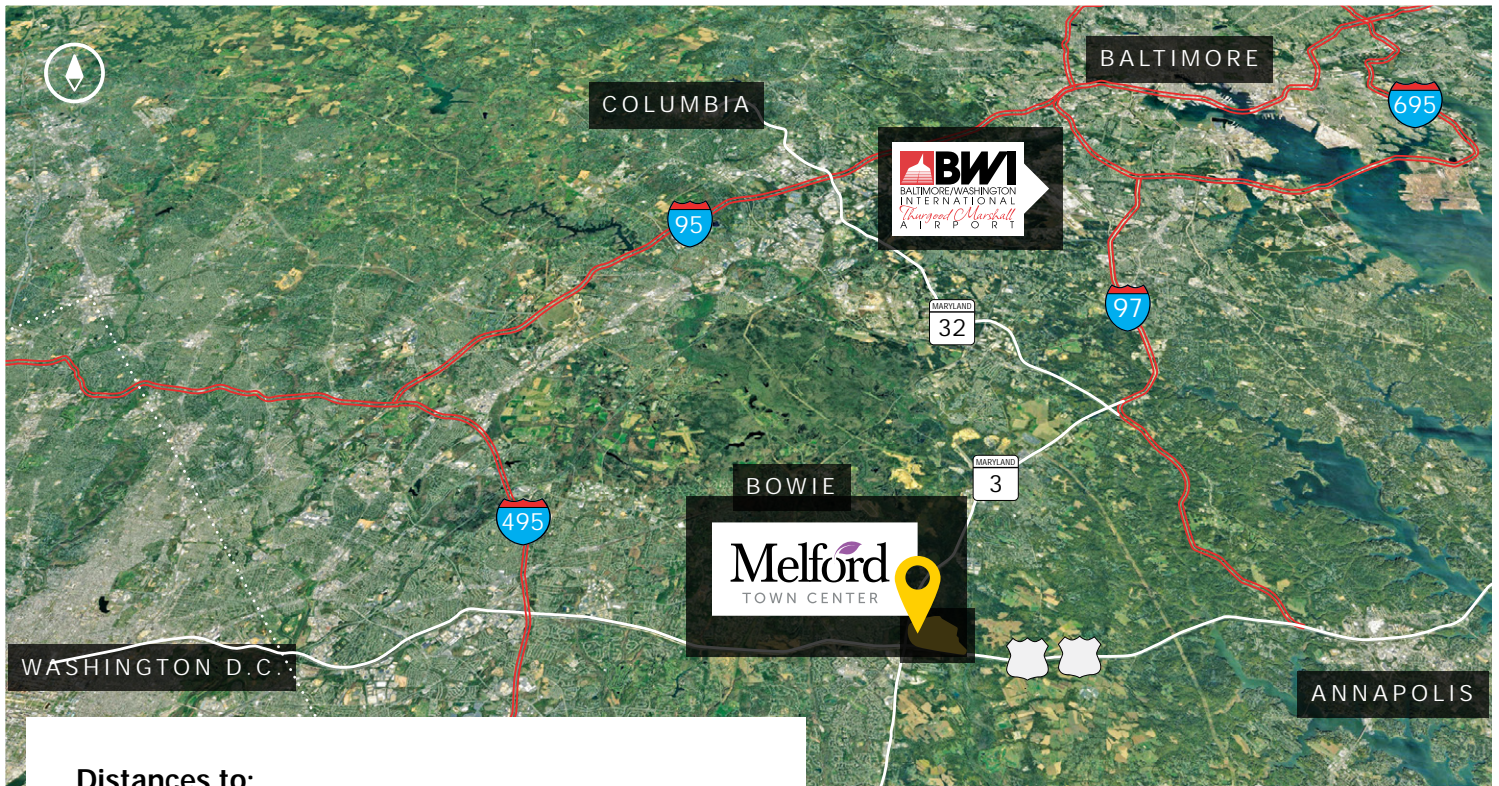 BALTIMORE
COLUMBIA
695
BWI
BALTIMORE/WASHINGTON
INTERNATIONAL
Thurgood Marshall
AIRPORT
95
97
MARYLAND
32
MARYLAND
3
BOWIE
495
Melford
TOWN CENTER
WASHINGTON D.C.
ANNAPOLIS
Distances to: